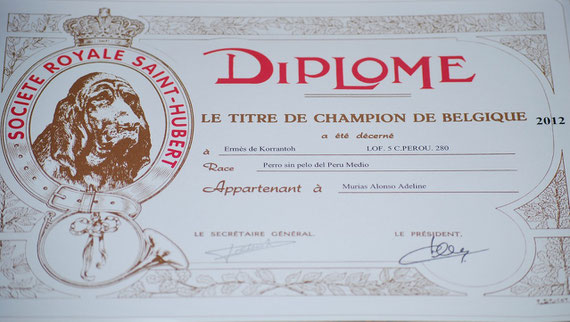 SOCIETE ROYALE SAINT-HUBERT
DIPLOME
LE TITRE DE CHAMPION DE BELGIQUE 2012
a été décerné
à Ermès de Korrantoh LOF. 5 C.PEROU. 280
Race Perro sin pelo del Peru Medio
Appartenant à Murias Alonso Adeline
LE SECRÉTAIRE GÉNÉRAL. LE PRÉSIDENT,